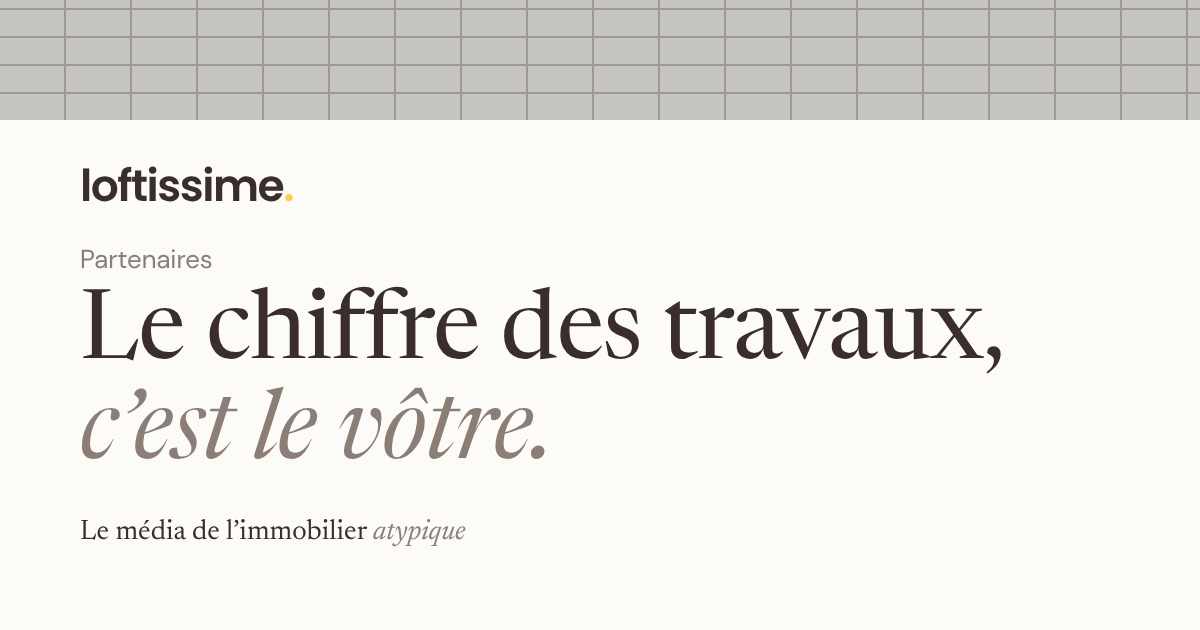 loftissime.
Partenaires
Le chiffre des travaux,
c’est le vôtre.
Le média de l’immobilier atypique